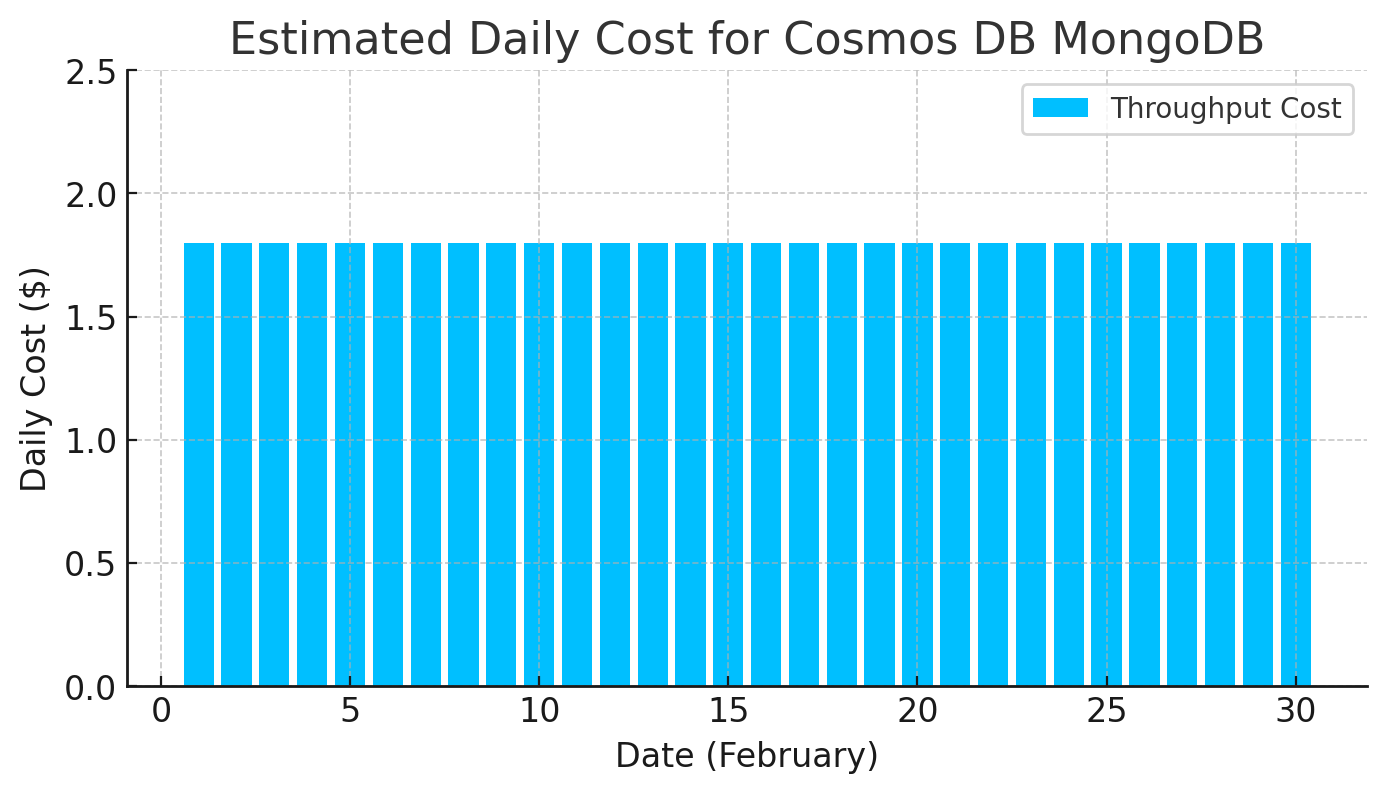 Estimated Daily Cost for Cosmos DB MongoDB
Throughput Cost
Daily Cost ($)
2.5
2.0
1.5
1.0
0.5
0.0
0 5 10 15 20 25 30
Date (February)